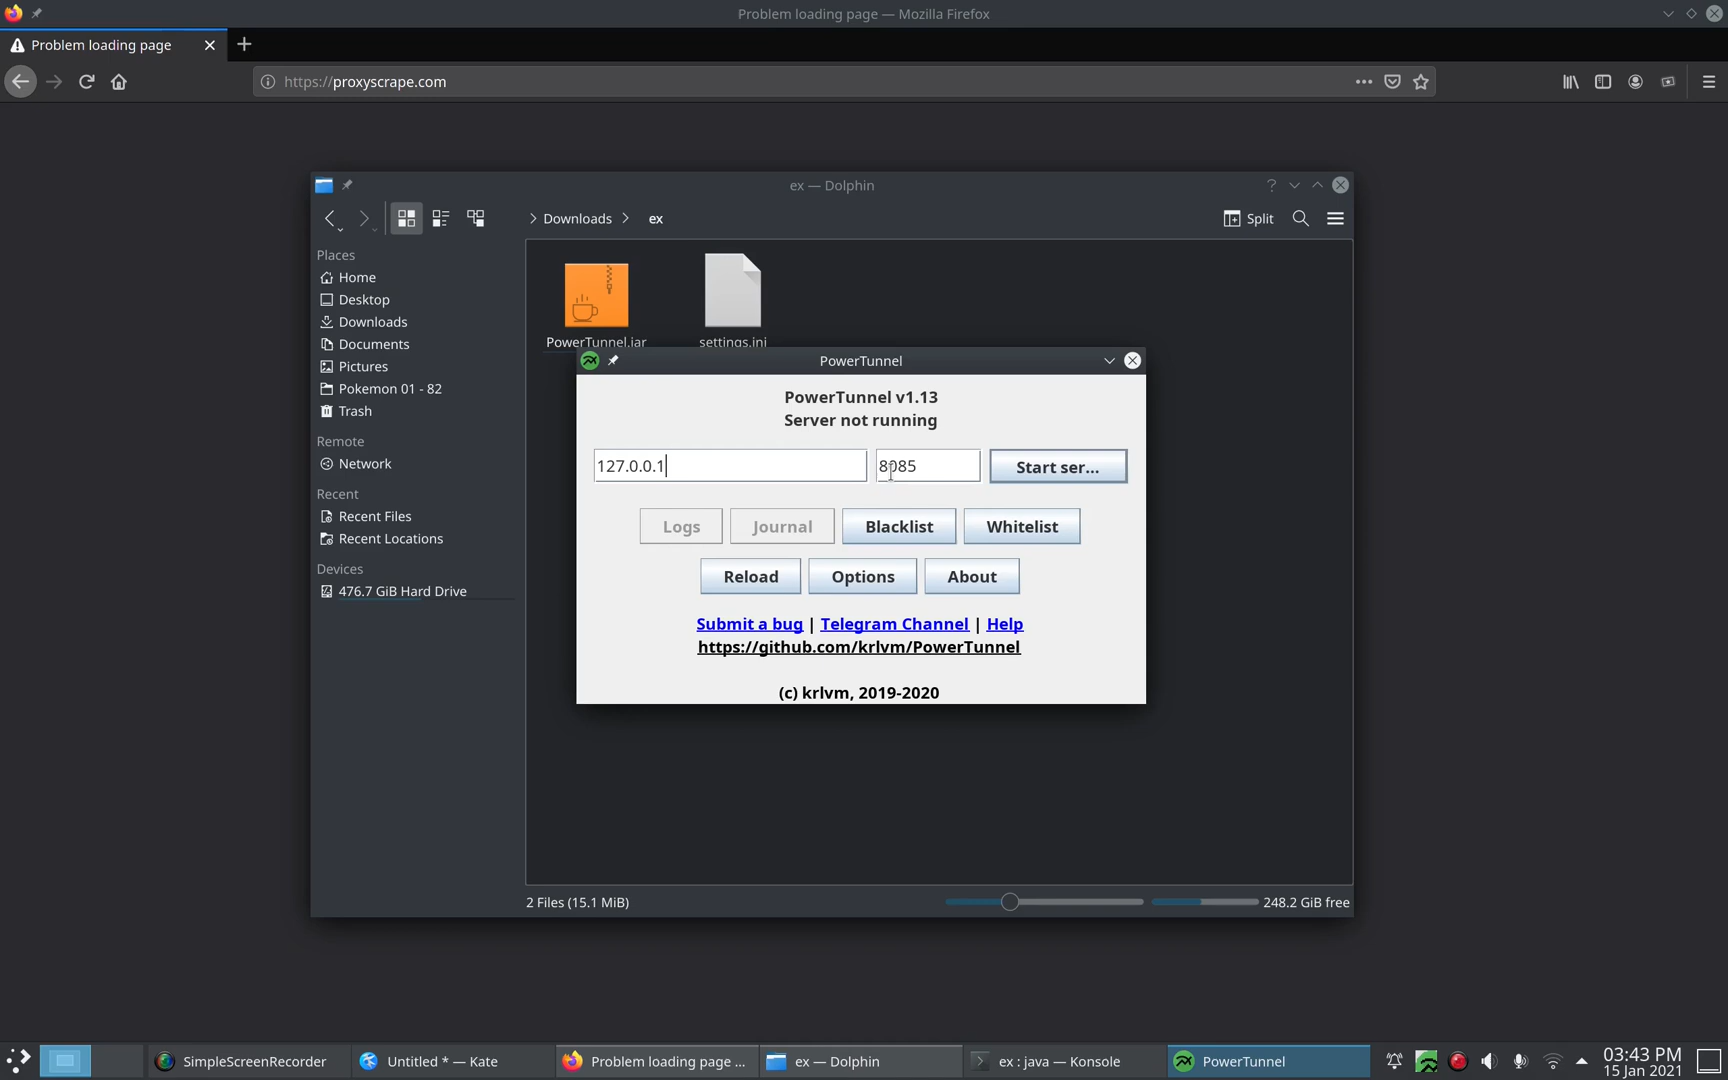 Problem loading page — Mozilla Firefox
Problem loading page
https://proxyscrape.com
ex — Dolphin
Downloads
ex
Split
Places
Home
Desktop
Downloads
Documents
Pictures
Pokemon 01 - 82
Trash
Remote
Network
Recent
Recent Files
Recent Locations
Devices
476.7 GiB Hard Drive
PowerTunnel.jar
settings.ini
PowerTunnel
PowerTunnel v1.13
Server not running
127.0.0.1
8085
Start ser...
Logs
Journal
Blacklist
Whitelist
Reload
Options
About
Submit a bug | Telegram Channel | Help
https://github.com/krlvm/PowerTunnel
(c) krlvm, 2019-2020
2 Files (15.1 MiB)
248.2 GiB free
SimpleScreenRecorder
Untitled * — Kate
Problem loading page ...
ex — Dolphin
ex : java — Konsole
PowerTunnel
03:43 PM
15 Jan 2021